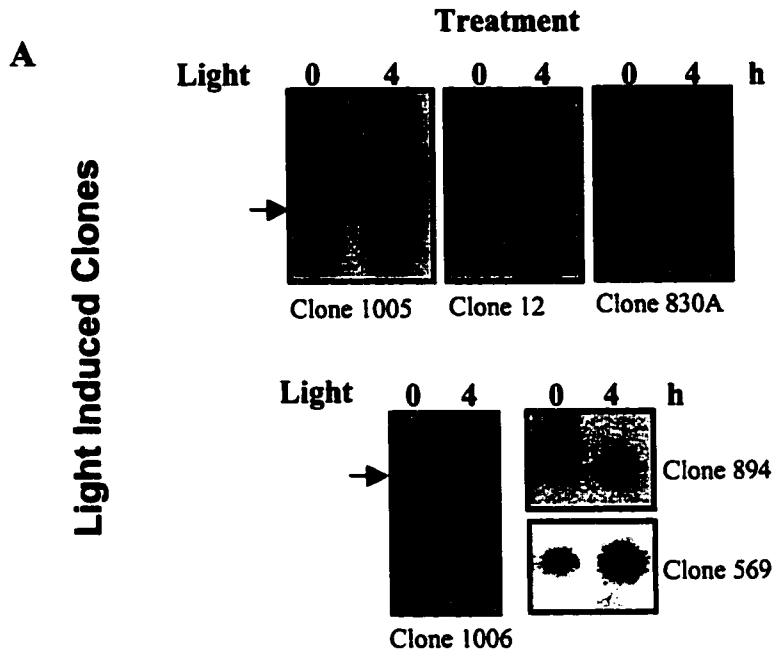 Treatment
A
Light 0 4 0 4 0 4 h
Light Induced Clones
Clone 1005 Clone 12 Clone 830A
Light 0 4 0 4 h
Clone 894
Clone 569
Clone 1006